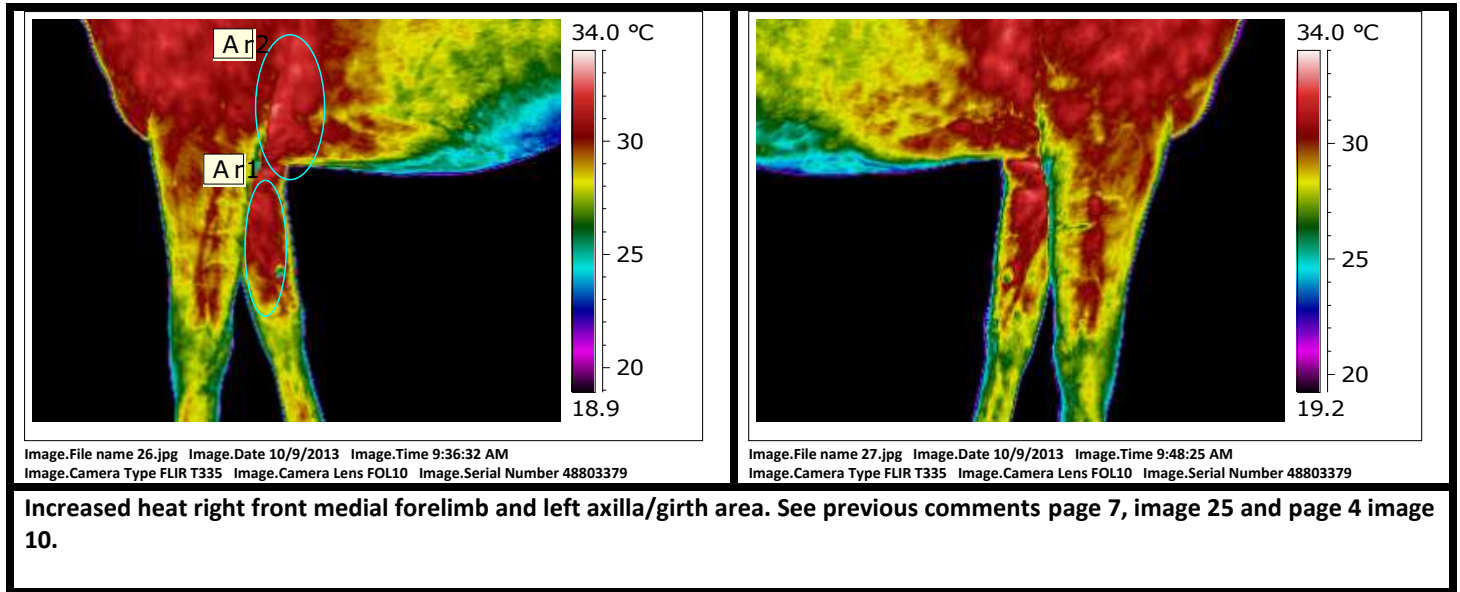 34.0 °C
Ar2
30
Ar1
25
20
18.9
Image.File name 26.jpg Image.Date 10/9/2013 Image.Time 9:36:32 AM
Image.Camera Type FLIR T335 Image.Camera Lens FOL10 Image.Serial Number 48803379
34.0 °C
30
25
20
19.2
Image.File name 27.jpg Image.Date 10/9/2013 Image.Time 9:48:25 AM
Image.Camera Type FLIR T335 Image.Camera Lens FOL10 Image.Serial Number 48803379
Increased heat right front medial forelimb and left axilla/girth area. See previous comments page 7, image 25 and page 4 image
10.